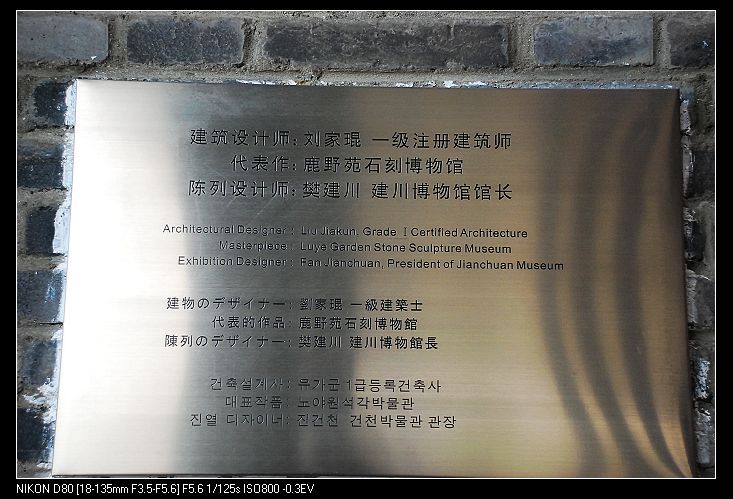 建筑设计师：刘家琨 一级注册建筑师
代表作：鹿野苑石刻博物馆
陈列设计师：樊建川 建川博物馆馆长
Architectural Designer : Liu Jiakun, Grade Ⅰ Certified Architecture
Masterpiece : Luye Garden Stone Sculpture Museum
Exhibition Designer : Fan Jianchuan, President of Jianchuan Museum
建物のデザイナー：劉家琨 一級建築士
代表的作品：鹿野苑石刻博物館
陳列のデザイナー：樊建川 建川博物館館長
건축설계사：유가군 1급등록건축사
대표작품：노야원석각박물관
진열 디자이너：진건천 건천박물관 관장
NIKON D80 [18-135mm F3.5-F5.6] F5.6 1/125s ISO800 -0.3EV